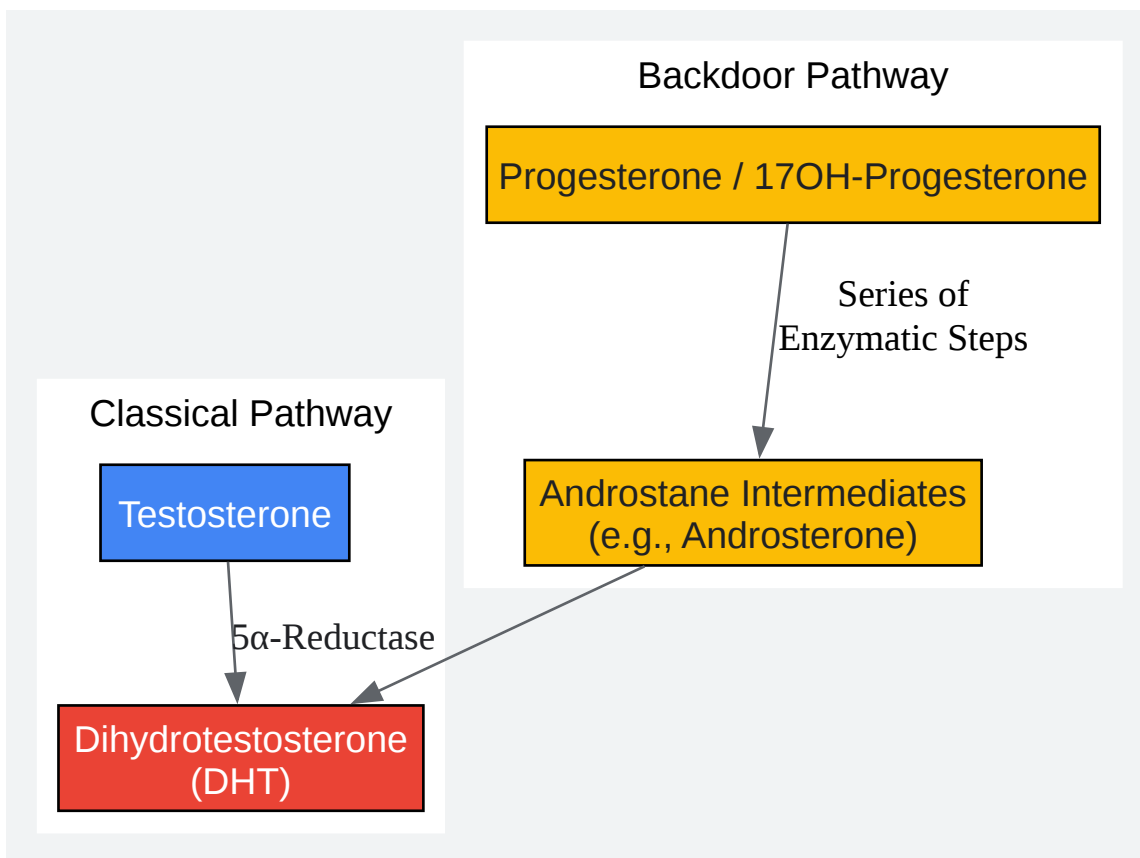 Backdoor Pathway
Progesterone / 17OH-Progesterone
Series of
Enzymatic Steps
Classical Pathway
Testosterone
Androstane Intermediates
(e.g., Androsterone)
5α-Reductase
Dihydrotestosterone
(DHT)